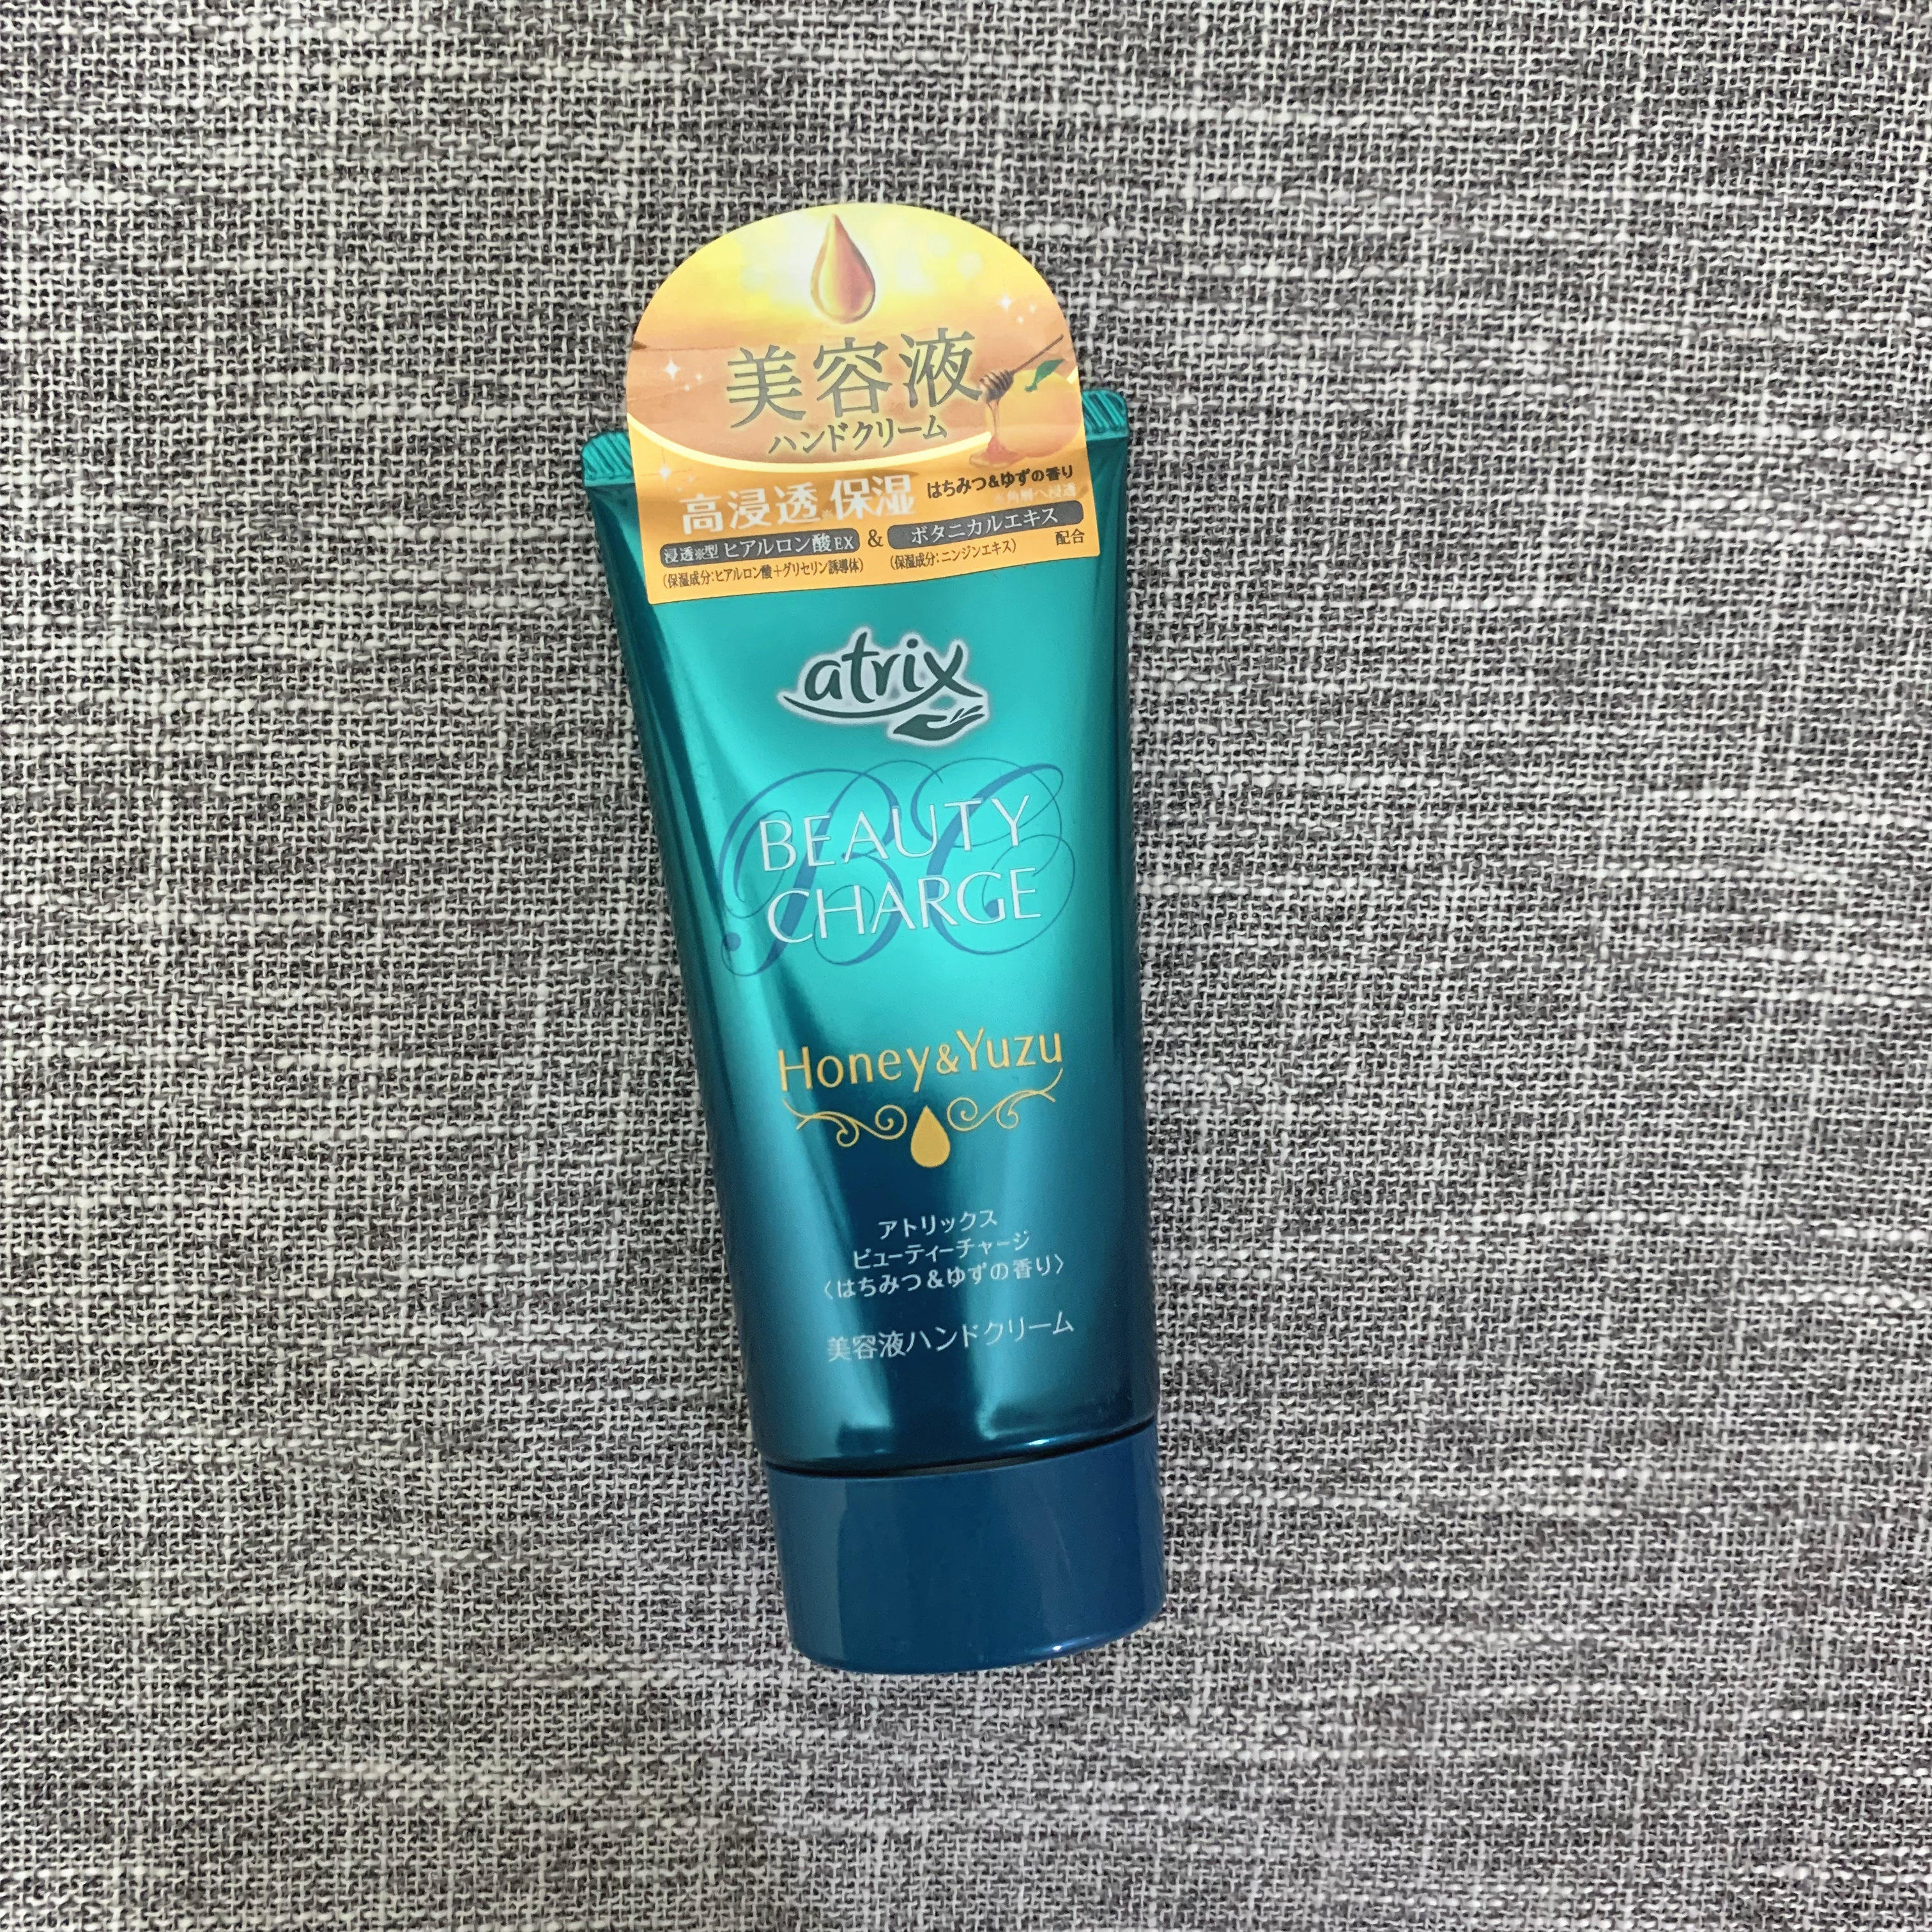 美容液
ハンドクリーム
高浸透※保湿 はちみつ&ゆずの香り
※角層へ浸透
浸透※型 ヒアルロン酸EX & ボタニカルエキス 配合
(保湿成分:ヒアルロン酸+グリセリン誘導体) (保湿成分:ニンジンエキス)
atrix
BC
BEAUTY
CHARGE
Honey&Yuzu
アトリックス
ビューティーチャージ
〈はちみつ&ゆずの香り〉
美容液ハンドクリーム